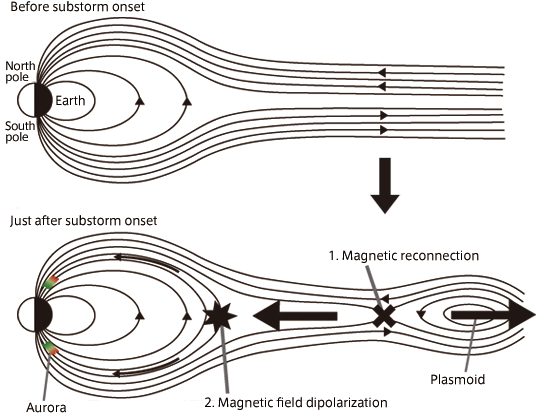 Before substorm onset
North
pole
Earth
South
pole
Just after substorm onset
1. Magnetic reconnection
Plasmoid
2. Magnetic field dipolarization
Aurora